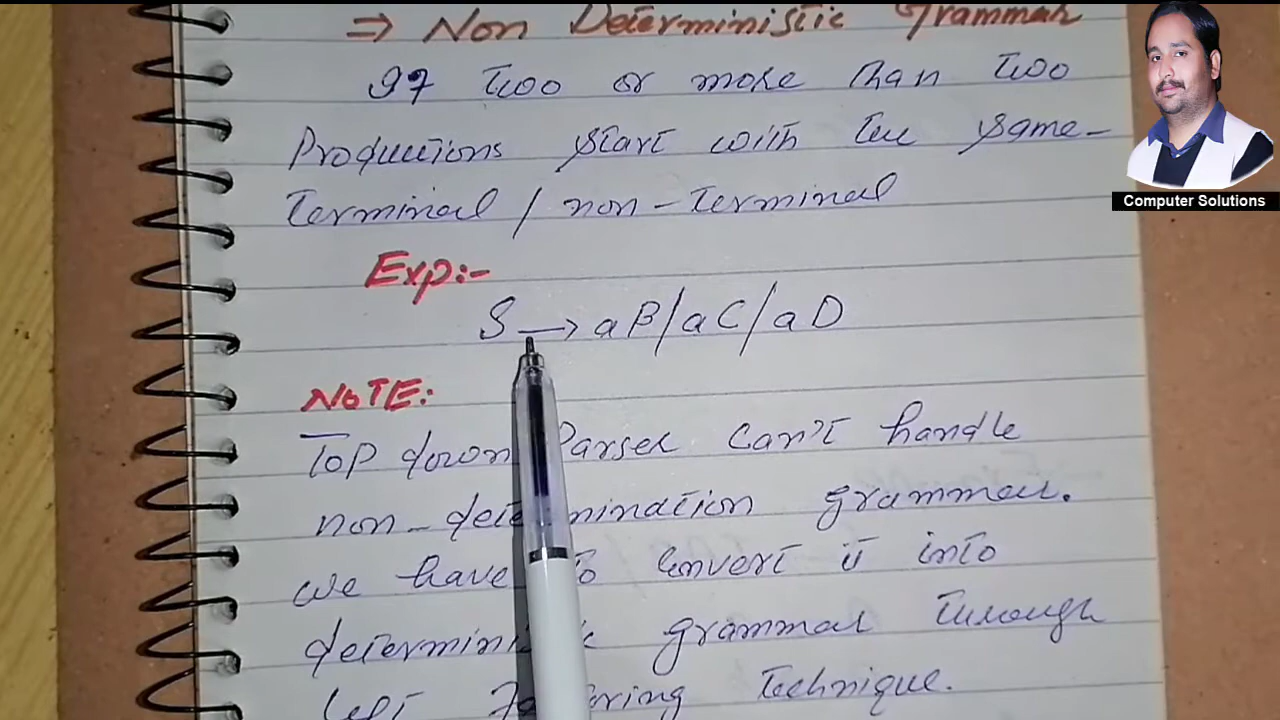 ⇒ Non Deterministic Grammar
If two or more than two
Productions start with the same-
Terminal / non-Terminal
Exp:-
S → aB/aC/aD
NOTE:
Top down Parser Can't handle
non-determination grammar.
we have to Convert it into
deterministic grammar through
left Factoring Technique.
Computer Solutions